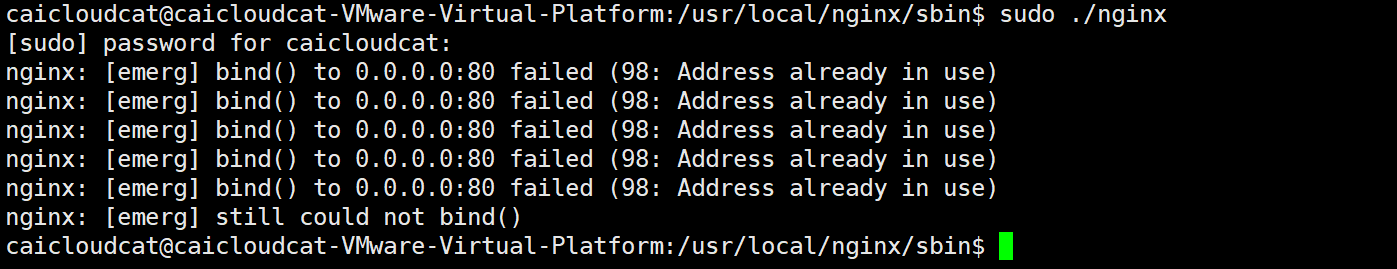 caicloudcat@caicloudcat-VMware-Virtual-Platform:/usr/local/nginx/sbin$ sudo ./nginx
[sudo] password for caicloudcat:
nginx: [emerg] bind() to 0.0.0.0:80 failed (98: Address already in use)
nginx: [emerg] bind() to 0.0.0.0:80 failed (98: Address already in use)
nginx: [emerg] bind() to 0.0.0.0:80 failed (98: Address already in use)
nginx: [emerg] bind() to 0.0.0.0:80 failed (98: Address already in use)
nginx: [emerg] bind() to 0.0.0.0:80 failed (98: Address already in use)
nginx: [emerg] still could not bind()
caicloudcat@caicloudcat-VMware-Virtual-Platform:/usr/local/nginx/sbin$